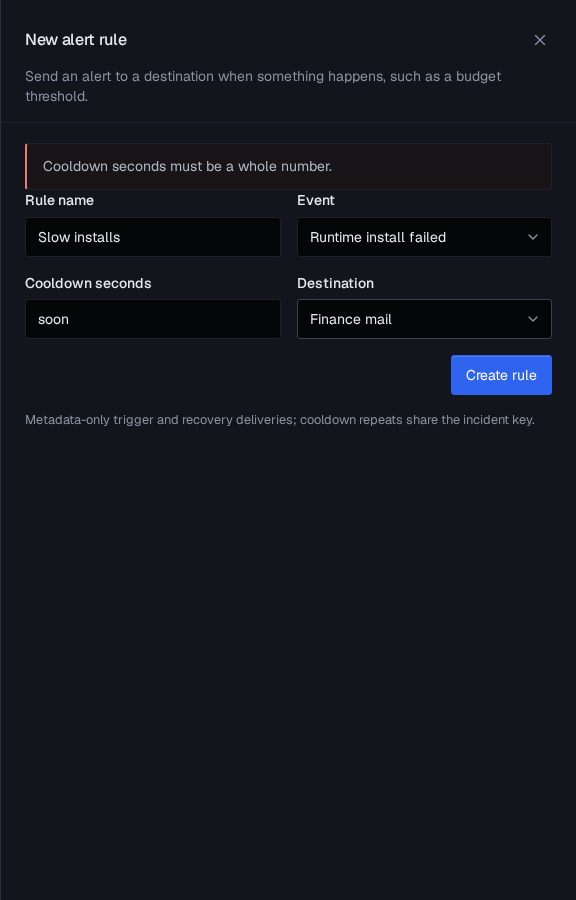 New alert rule
Send an alert to a destination when something happens, such as a budget
threshold.
Cooldown seconds must be a whole number.
Rule name
Event
Slow installs
Runtime install failed
Cooldown seconds
Destination
soon
Finance mail
Create rule
Metadata-only trigger and recovery deliveries; cooldown repeats share the incident key.